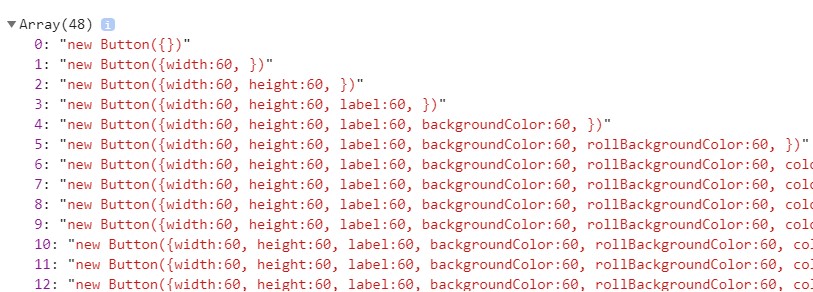 ▼Array(48) i
0: "new Button({})"
1: "new Button({width:60, })"
2: "new Button({width:60, height:60, })"
3: "new Button({width:60, height:60, label:60, })"
4: "new Button({width:60, height:60, label:60, backgroundColor:60, })"
5: "new Button({width:60, height:60, label:60, backgroundColor:60, rollBackgroundColor:60, })"
6: "new Button({width:60, height:60, label:60, backgroundColor:60, rollBackgroundColor:60, colo
7: "new Button({width:60, height:60, label:60, backgroundColor:60, rollBackgroundColor:60, colo
8: "new Button({width:60, height:60, label:60, backgroundColor:60, rollBackgroundColor:60, colo
9: "new Button({width:60, height:60, label:60, backgroundColor:60, rollBackgroundColor:60, colo
10: "new Button({width:60, height:60, label:60, backgroundColor:60, rollBackgroundColor:60, col
11: "new Button({width:60, height:60, label:60, backgroundColor:60, rollBackgroundColor:60, col
12: "new Button({width:60, height:60, label:60, backgroundColor:60, rollBackgroundColor:60, col